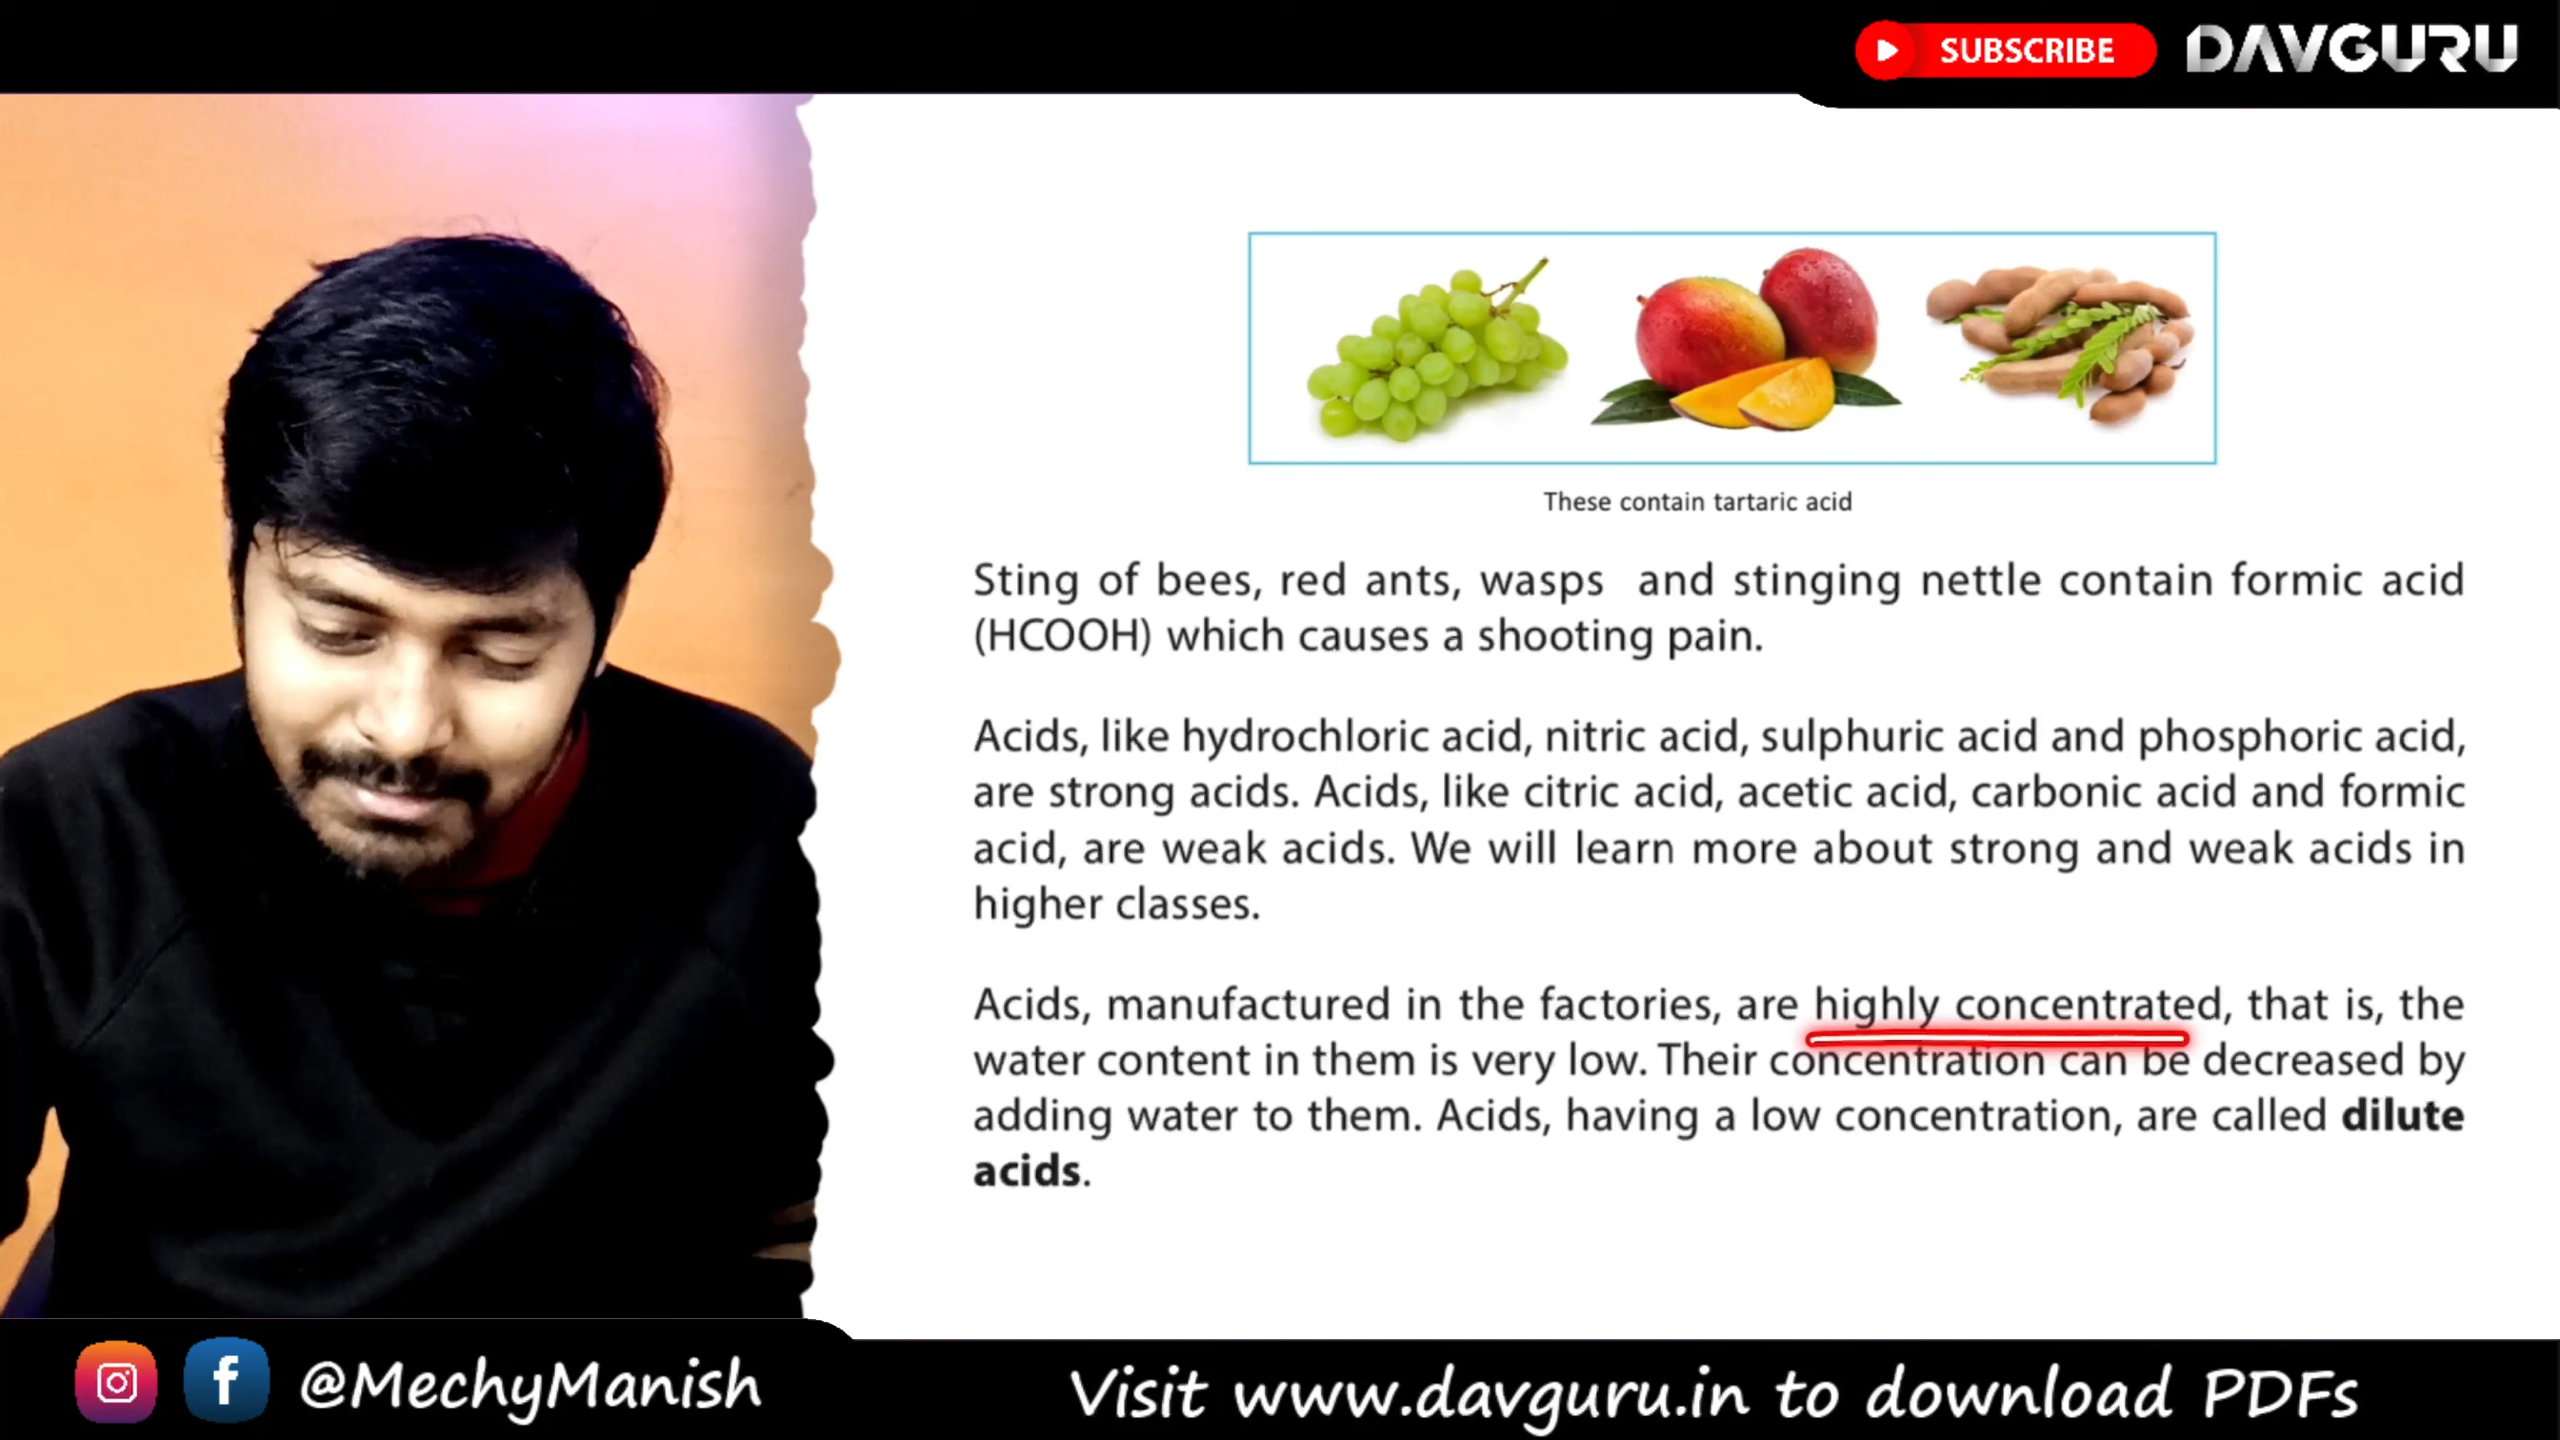 SUBSCRIBE DAVGURU
These contain tartaric acid
Sting of bees, red ants, wasps and stinging nettle contain formic acid
(HCOOH) which causes a shooting pain.
Acids, like hydrochloric acid, nitric acid, sulphuric acid and phosphoric acid,
are strong acids. Acids, like citric acid, acetic acid, carbonic acid and formic
acid, are weak acids. We will learn more about strong and weak acids in
higher classes.
Acids, manufactured in the factories, are highly concentrated, that is, the
water content in them is very low. Their concentration can be decreased by
adding water to them. Acids, having a low concentration, are called dilute
acids.
@MechyManish Visit www.davguru.in to download PDFs